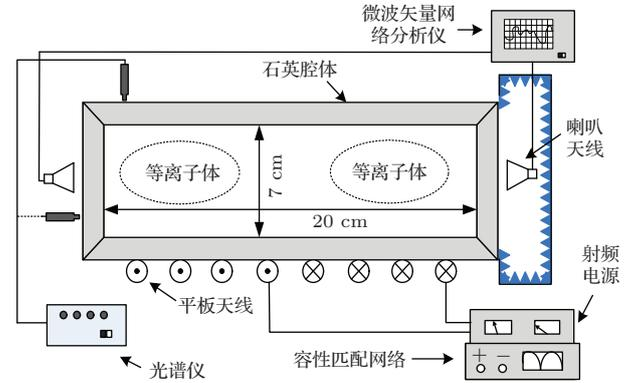 微波矢量网
络分析仪
石英腔体
喇叭
天线
等离子体
等离子体
7 cm
20 cm
射频
电源
平板天线
光谱仪
容性匹配网络
+ −